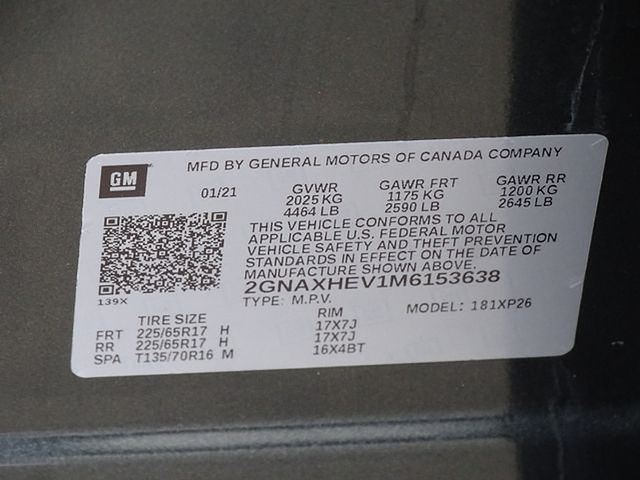 GM
MFD BY GENERAL MOTORS OF CANADA COMPANY
01/21 GVWR GAWR FRT GAWR RR
2025 KG 1175 KG 1200 KG
4464 LB 2590 LB 2645 LB
THIS VEHICLE CONFORMS TO ALL
APPLICABLE U.S. FEDERAL MOTOR
VEHICLE SAFETY AND THEFT PREVENTION
STANDARDS IN EFFECT ON THE DATE OF
MANUFACTURE SHOWN ABOVE.
139X 2GNAXHEV1M6153638
TYPE: M.P.V. MODEL: 181XP26
TIRE SIZE RIM
FRT 225/65R17 H 17X7J
RR 225/65R17 H 17X7J
SPA T135/70R16 M 16X4BT